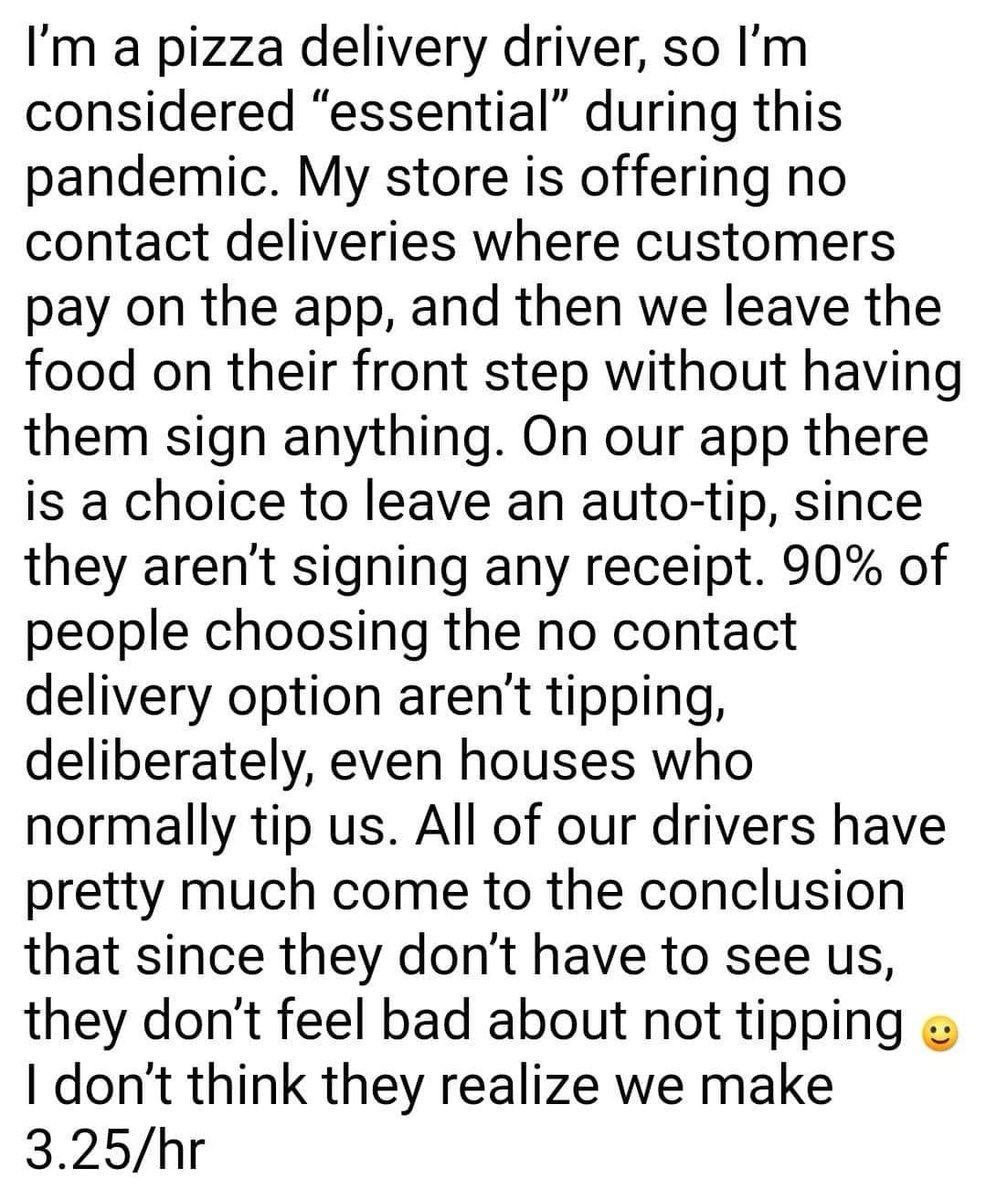 I’m a pizza delivery driver, so I’m
considered “essential” during this
pandemic. My store is offering no
contact deliveries where customers
pay on the app, and then we leave the
food on their front step without having
them sign anything. On our app there
is a choice to leave an auto-tip, since
they aren’t signing any receipt. 90% of
people choosing the no contact
delivery option aren’t tipping,
deliberately, even houses who
normally tip us. All of our drivers have
pretty much come to the conclusion
that since they don’t have to see us,
they don’t feel bad about not tipping 🙂
I don’t think they realize we make
3.25/hr